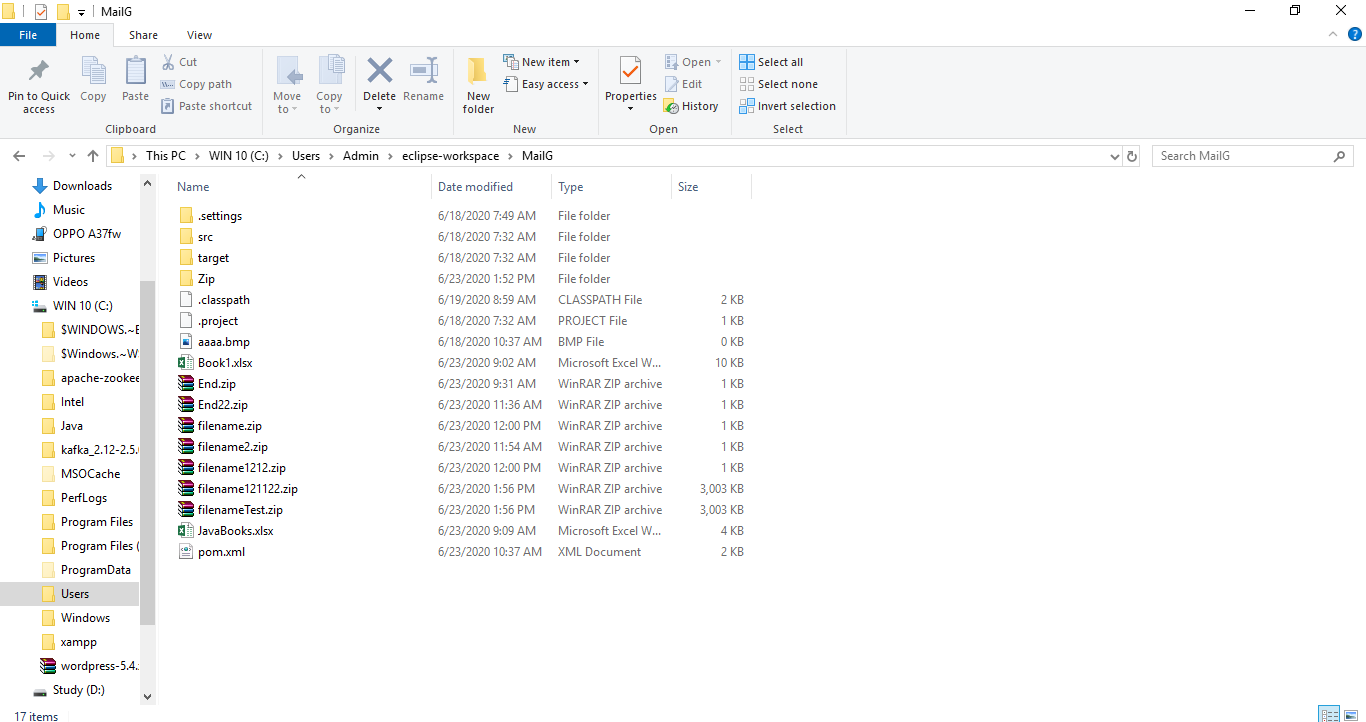 MailG
File Home Share View
Pin to Quick access
Copy
Paste
Cut
Copy path
Paste shortcut
Clipboard
Move to
Copy to
Delete
Rename
Organize
New folder
New item
Easy access
New
Properties
Open
Edit
History
Open
Select all
Select none
Invert selection
Select
This PC WIN 10 (C:) Users Admin eclipse-workspace MailG
Search MailG
Downloads
Music
OPPO A37fw
Pictures
Videos
WIN 10 (C:)
$WINDOWS.~E
$Windows.~W
apache-zookee
Intel
Java
kafka_2.12-2.5.
MSOCache
PerfLogs
Program Files
Program Files (
ProgramData
Users
Windows
xampp
wordpress-5.4.
Study (D:)
Name Date modified Type Size
.settings 6/18/2020 7:49 AM File folder
src 6/18/2020 7:32 AM File folder
target 6/18/2020 7:32 AM File folder
Zip 6/23/2020 1:52 PM File folder
.classpath 6/19/2020 8:59 AM CLASSPATH File 2 KB
.project 6/18/2020 7:32 AM PROJECT File 1 KB
aaaa.bmp 6/18/2020 10:37 AM BMP File 0 KB
Book1.xlsx 6/23/2020 9:02 AM Microsoft Excel W... 10 KB
End.zip 6/23/2020 9:31 AM WinRAR ZIP archive 1 KB
End22.zip 6/23/2020 11:36 AM WinRAR ZIP archive 1 KB
filename.zip 6/23/2020 12:00 PM WinRAR ZIP archive 1 KB
filename2.zip 6/23/2020 11:54 AM WinRAR ZIP archive 1 KB
filename1212.zip 6/23/2020 12:00 PM WinRAR ZIP archive 1 KB
filename121122.zip 6/23/2020 1:56 PM WinRAR ZIP archive 3,003 KB
filenameTest.zip 6/23/2020 1:56 PM WinRAR ZIP archive 3,003 KB
JavaBooks.xlsx 6/23/2020 9:09 AM Microsoft Excel W... 4 KB
pom.xml 6/23/2020 10:37 AM XML Document 2 KB
17 items